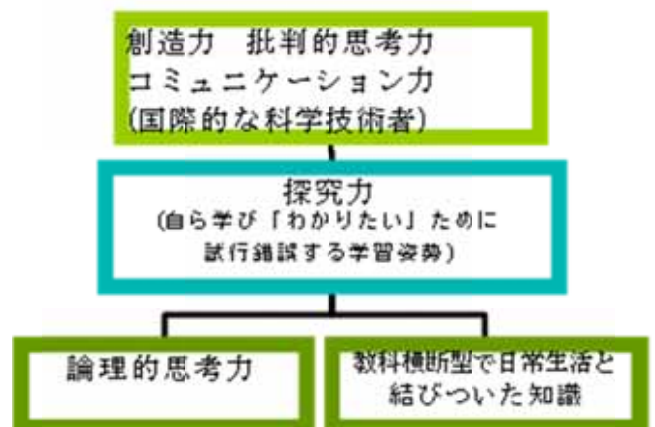 創造力　批判的思考力
コミュニケーション力
(国際的な科学技術者)
探究力
(自ら学び「わかりたい」ために
試行錯誤する学習姿勢)
論理的思考力
教科横断型で日常生活と
結びついた知識